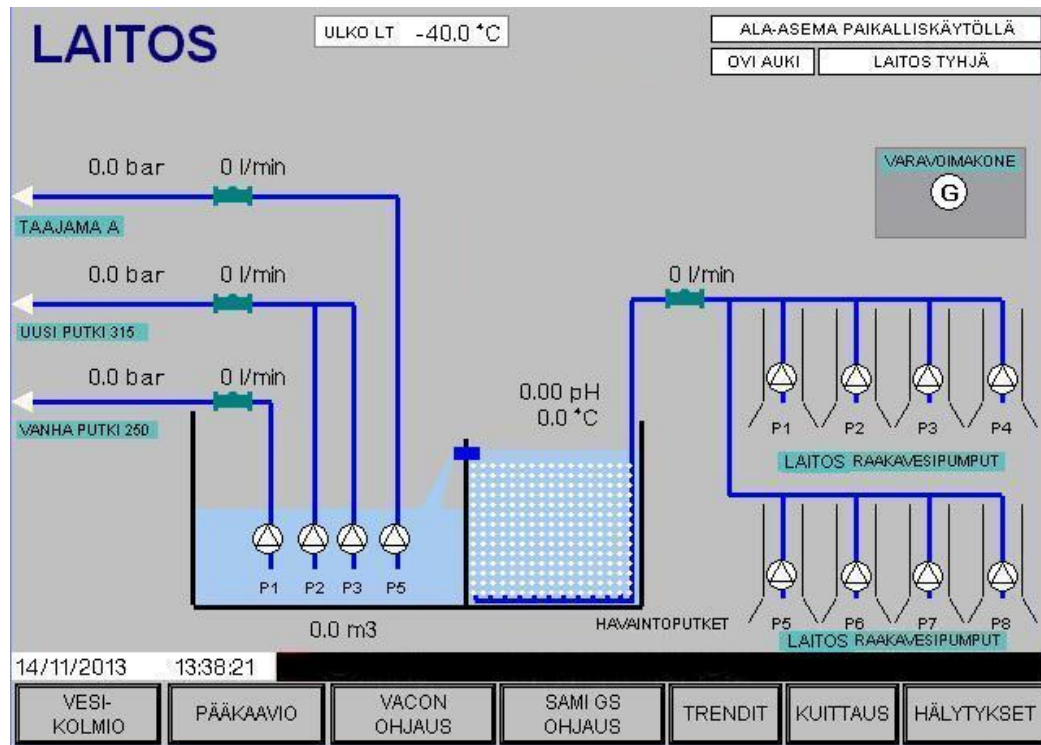 LAITOS
ULKO LT -40.0 °C
ALA-ASEMA PAIKALLISKÄYTÖLLÄ
OVI AUKI
LAITOS TYHJÄ
VARAVOIMAKONE
G
0.0 bar 0 l/min
TAAJAMA A
0.0 bar 0 l/min
UUSI PUTKI 315
0.0 bar 0 l/min
VANHA PUTKI 250
0 l/min
0.00 pH
0.0 °C
P1 P2 P3 P4
LAITOS RAAKAVESIPUMPUT
P1 P2 P3 P5
0.0 m3
HAVAINTOPUTKET
P5 P6 P7 P8
LAITOS RAAKAVESIPUMPUT
14/11/2013 13:38:21
VESI-
KOLMIO
PÄÄKAAVIO
VACON
OHJAUS
SAMI GS
OHJAUS
TRENDIT
KUITTAUS
HÄLYTYKSET